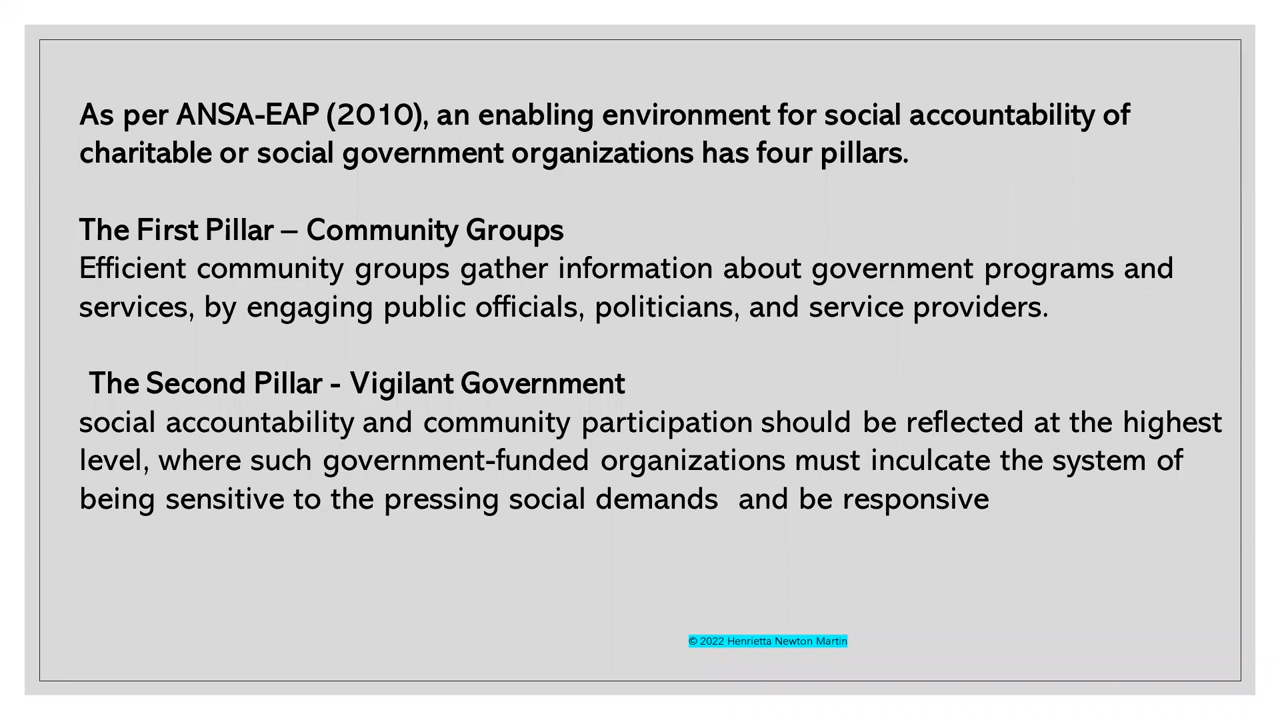 As per ANSA-EAP (2010), an enabling environment for social accountability of
charitable or social government organizations has four pillars.
The First Pillar – Community Groups
Efficient community groups gather information about government programs and
services, by engaging public officials, politicians, and service providers.
The Second Pillar - Vigilant Government
social accountability and community participation should be reflected at the highest
level, where such government-funded organizations must inculcate the system of
being sensitive to the pressing social demands  and be responsive
© 2022 Henrietta Newton Martin